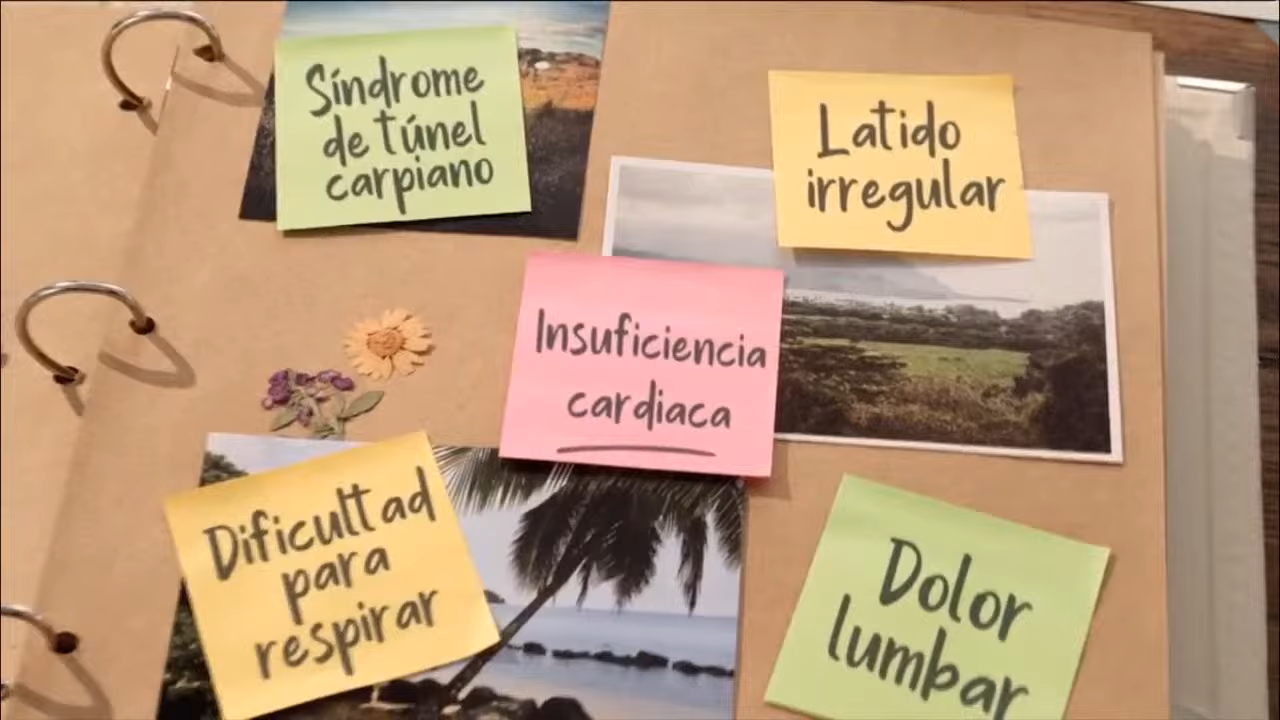 Síndrome
de túnel
carpiano
Latido
irregular
Insuficiencia
cardiaca
Dificultad
para
respirar
Dolor
lumbar